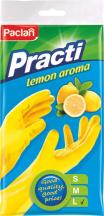 Paclan
Practi
lemon aroma
Good
quality,
Good
price!
S
M
L